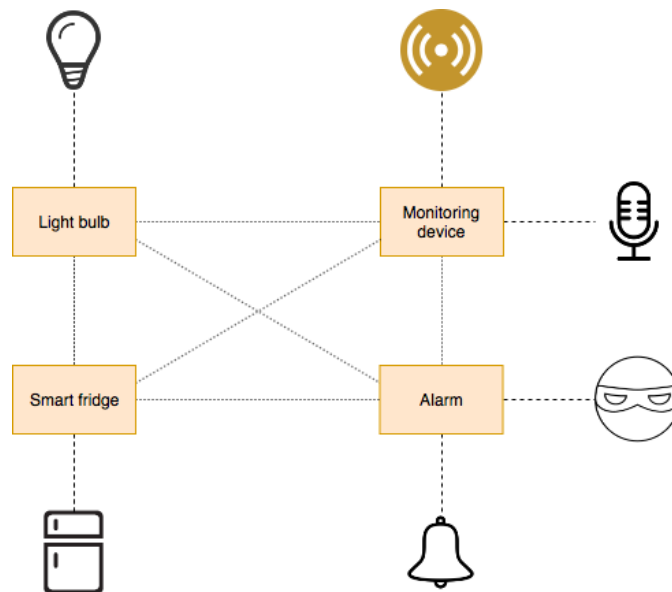 Light bulb
Monitoring
device
Smart fridge
Alarm